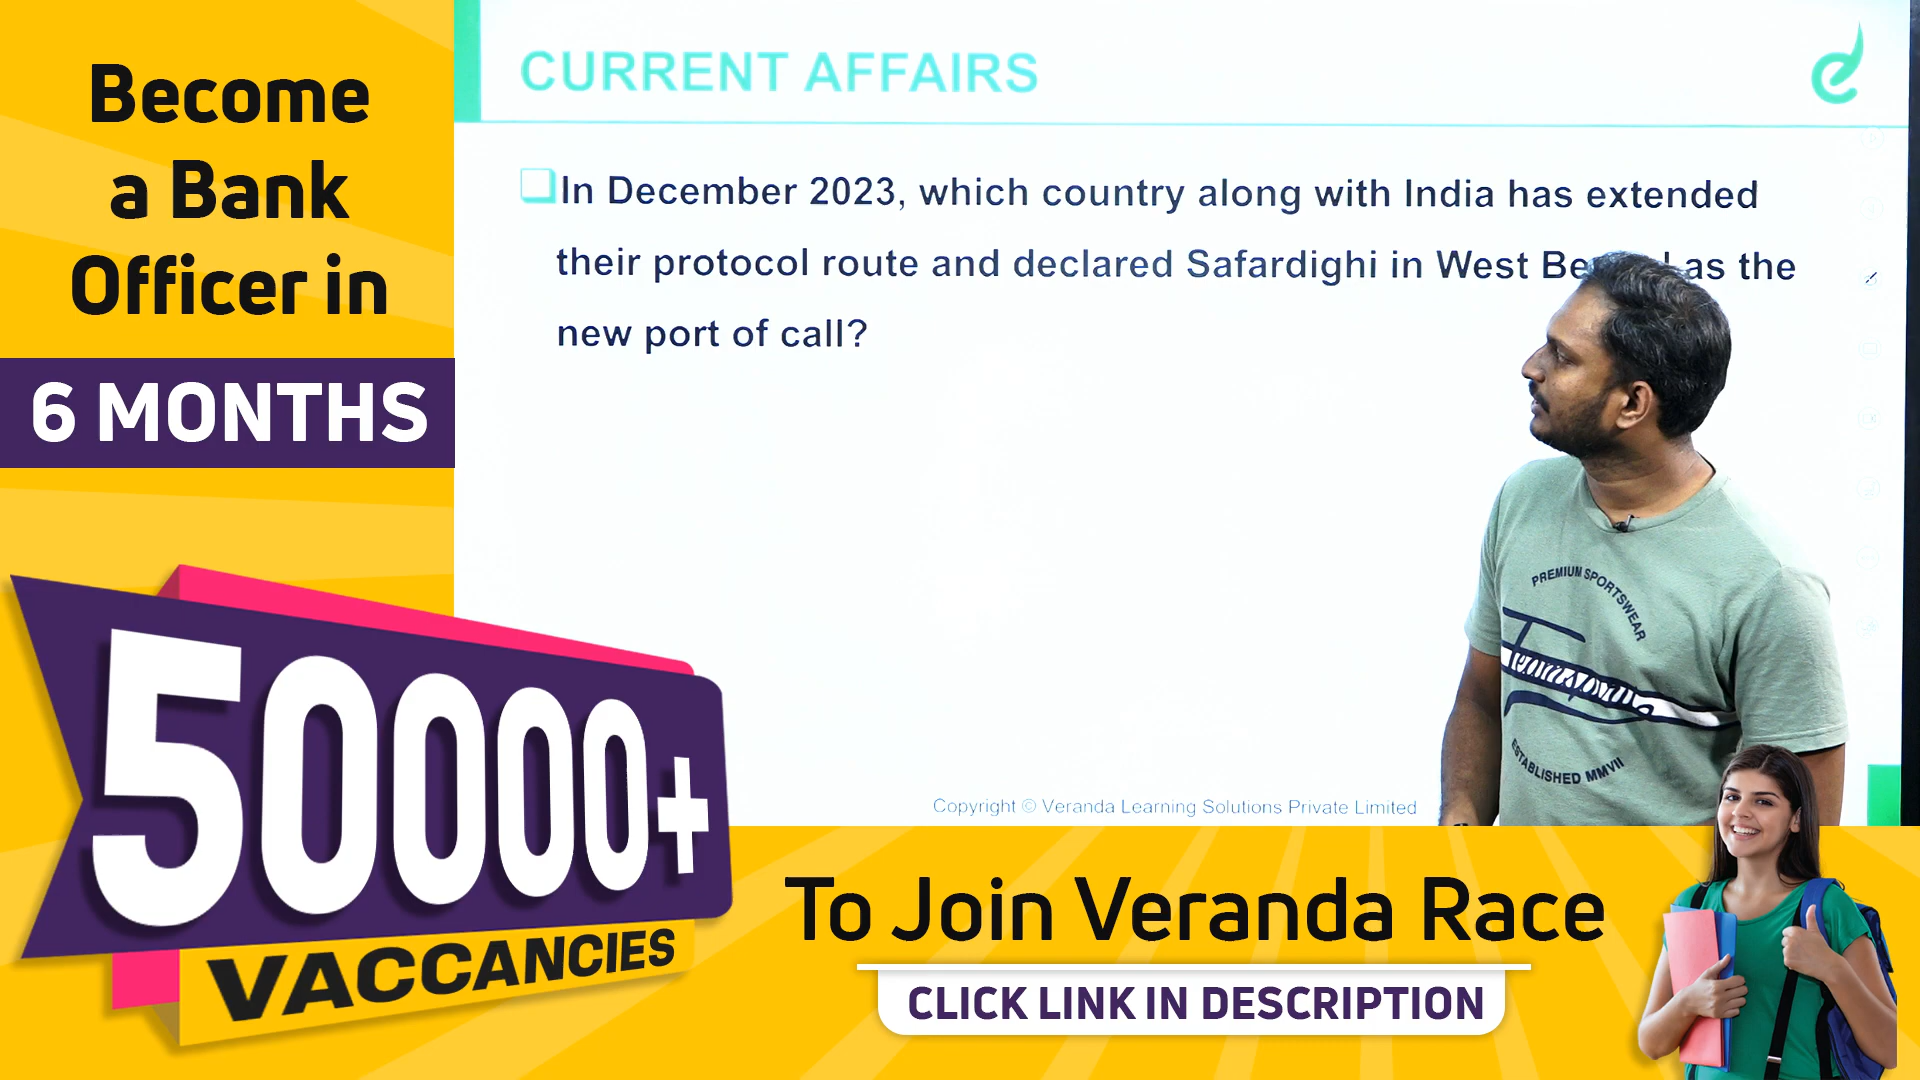 Become
a Bank
Officer in
6 MONTHS
50000+
VACCANCIES
CURRENT AFFAIRS
In December 2023, which country along with India has extended
their protocol route and declared Safardighi in West as the
new port of call?
PREMIUM SPORTSWEAR
ESTABLISHED MMVII
Copyright © Veranda Learning Solutions Private Limited
To Join Veranda Race
CLICK LINK IN DESCRIPTION